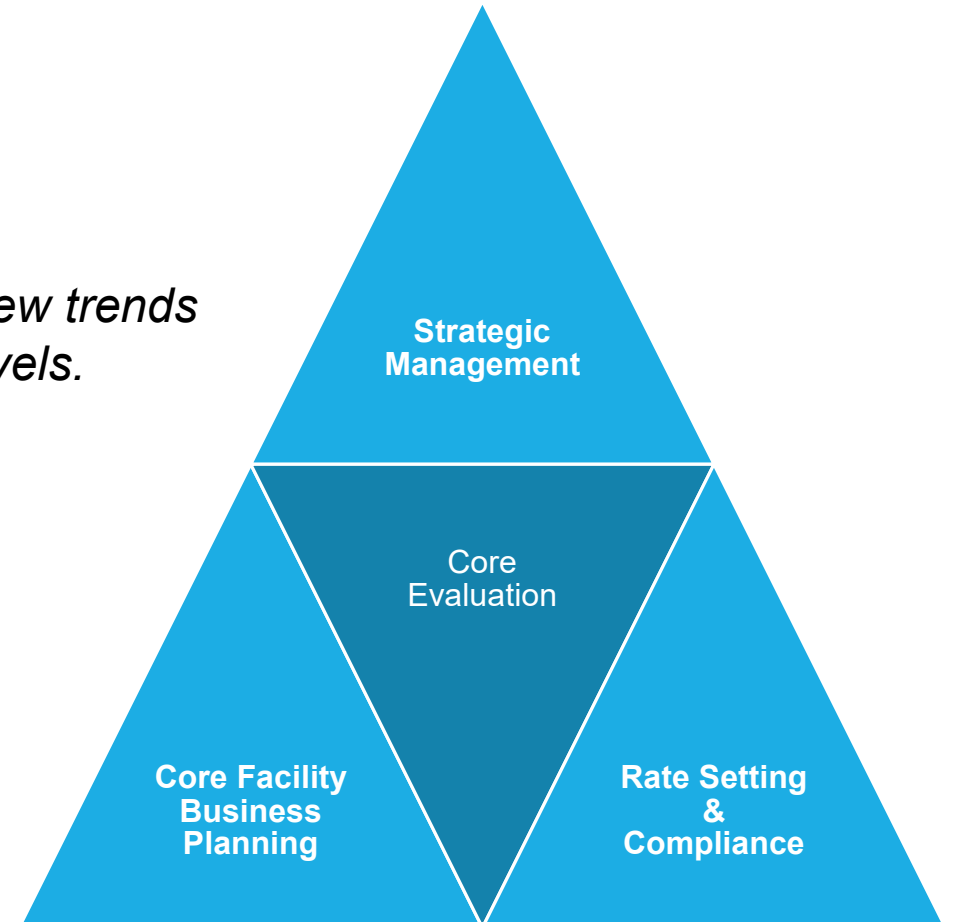 ew trends
vels.
Strategic
Management
Core
Evaluation
Core Facility
Business
Planning
Rate Setting
&
Compliance